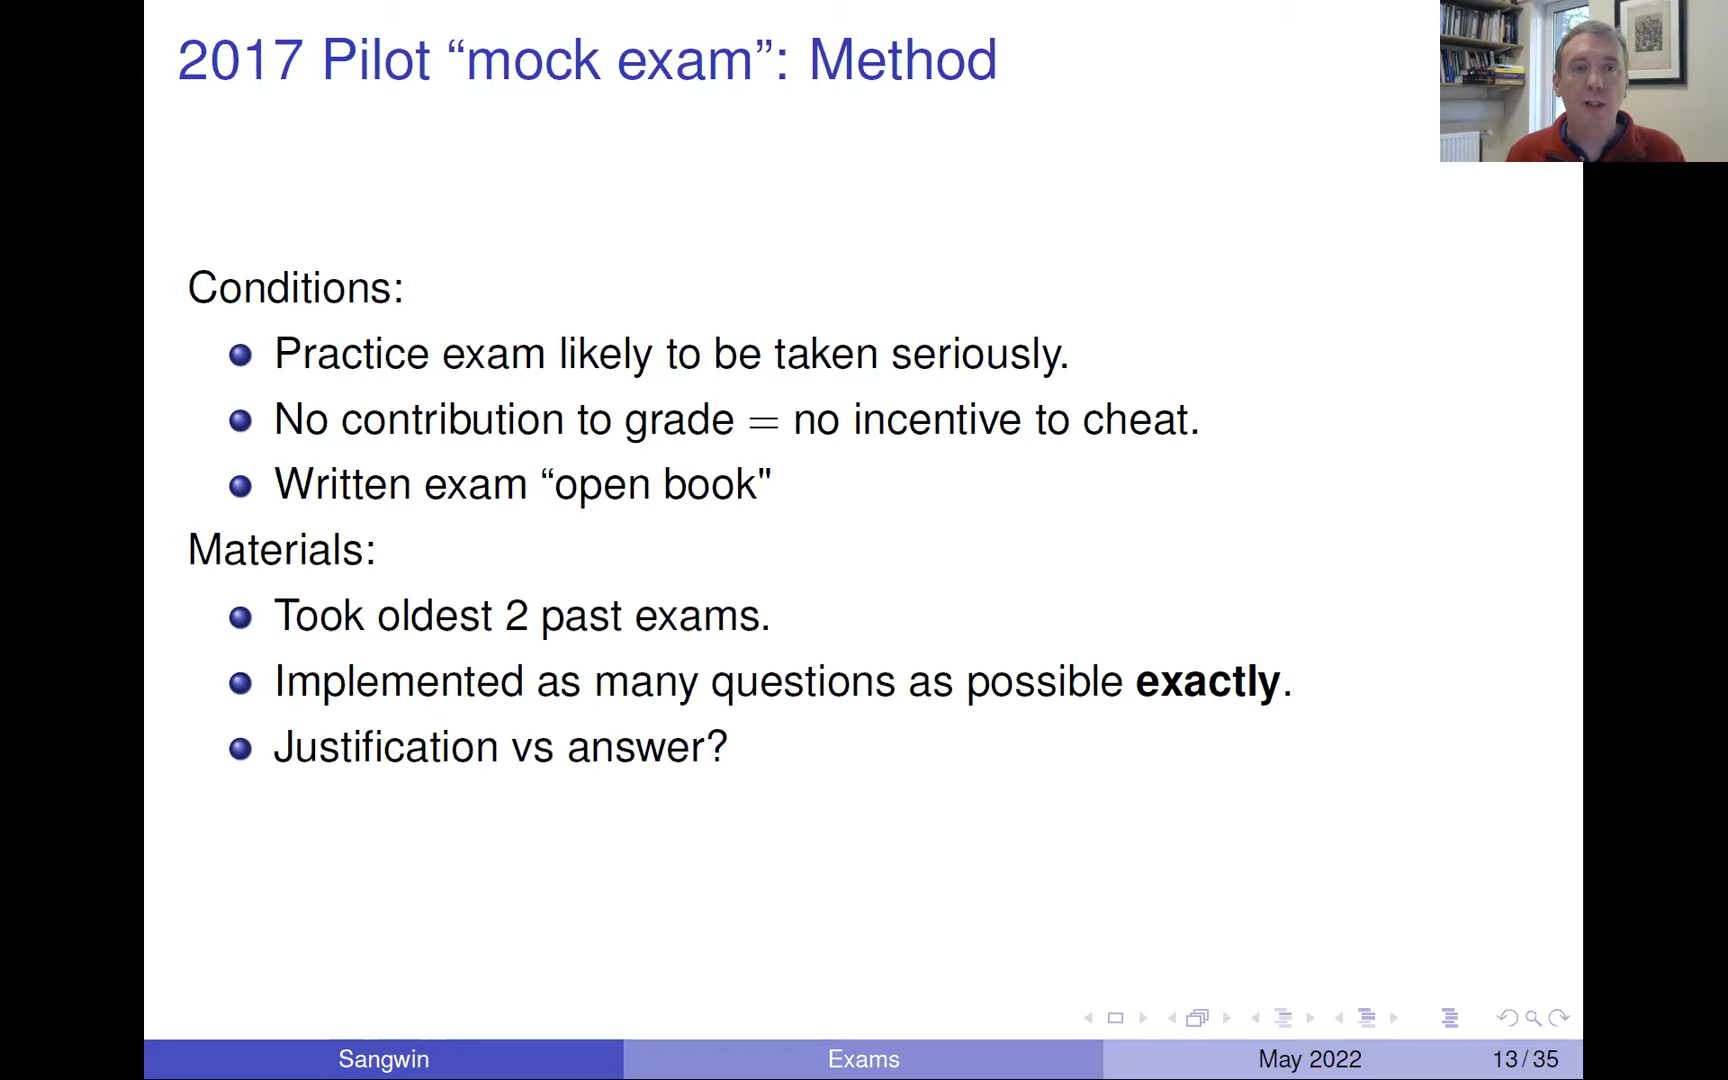 2017 Pilot “mock exam”: Method
Conditions:
Practice exam likely to be taken seriously.
No contribution to grade = no incentive to cheat.
Written exam “open book"
Materials:
Took oldest 2 past exams.
Implemented as many questions as possible exactly.
Justification vs answer?
Sangwin
Exams
May 2022
13/35